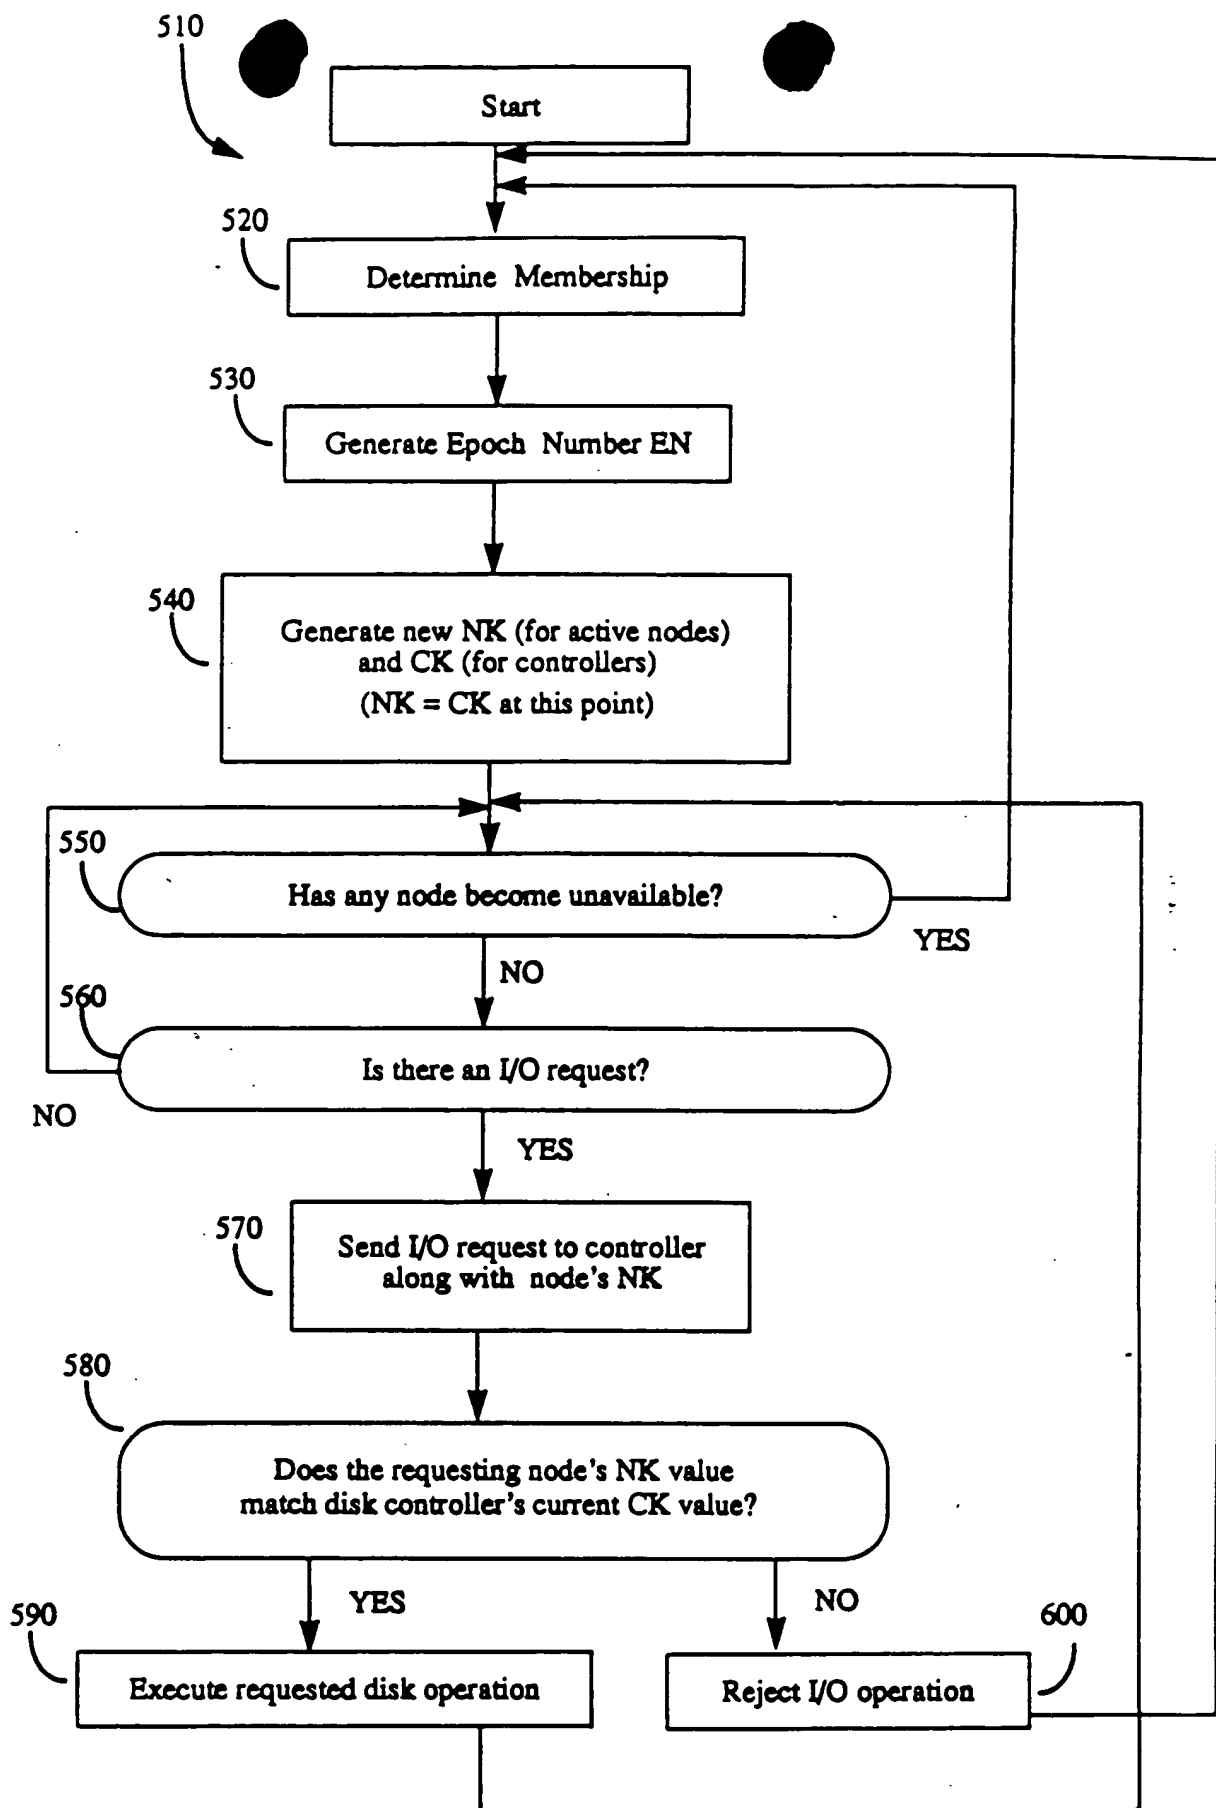 510
Start
520
Determine Membership
530
Generate Epoch Number EN
540
Generate new NK (for active nodes)
and CK (for controllers)
(NK = CK at this point)
550
Has any node become unavailable?
YES
NO
560
Is there an I/O request?
NO
YES
570
Send I/O request to controller
along with node's NK
580
Does the requesting node's NK value
match disk controller's current CK value?
YES
NO
590
600
Execute requested disk operation
Reject I/O operation